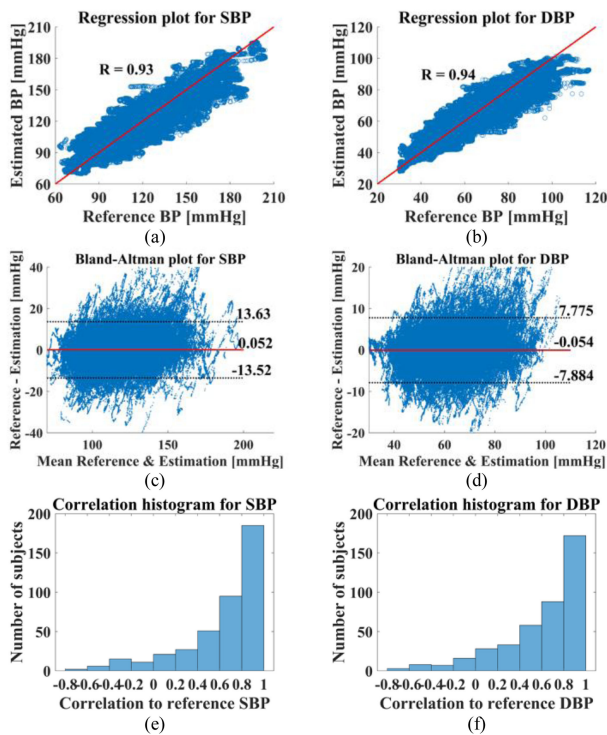 Regression plot for SBP
Estimated BP [mmHg]
210
180
150
120
90
60
R = 0.93
60 90 120 150 180 210
Reference BP [mmHg]
(a)
Regression plot for DBP
Estimated BP [mmHg]
120
100
80
60
40
20
R = 0.94
20 40 60 80 100 120
Reference BP [mmHg]
(b)
Bland-Altman plot for SBP
Reference - Estimation [mmHg]
40
20
0
-20
-40
13.63
0.052
-13.52
100 150 200
Mean Reference & Estimation [mmHg]
(c)
Bland-Altman plot for DBP
Reference - Estimation [mmHg]
20
10
0
-10
-20
7.775
-0.054
-7.884
40 60 80 100 120
Mean Reference & Estimation [mmHg]
(d)
Correlation histogram for SBP
Number of subjects
200
150
100
50
0
-0.8-0.6-0.4-0.2 0 0.2 0.4 0.6 0.8 1
Correlation to reference SBP
(e)
Correlation histogram for DBP
Number of subjects
200
150
100
50
0
-0.8-0.6-0.4-0.2 0 0.2 0.4 0.6 0.8 1
Correlation to reference DBP
(f)